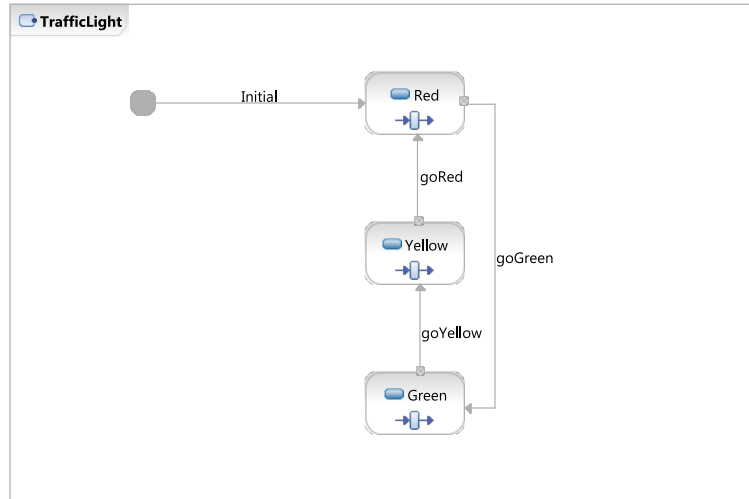 TrafficLight
Initial
Red
goRed
Yellow
goGreen
goYellow
Green